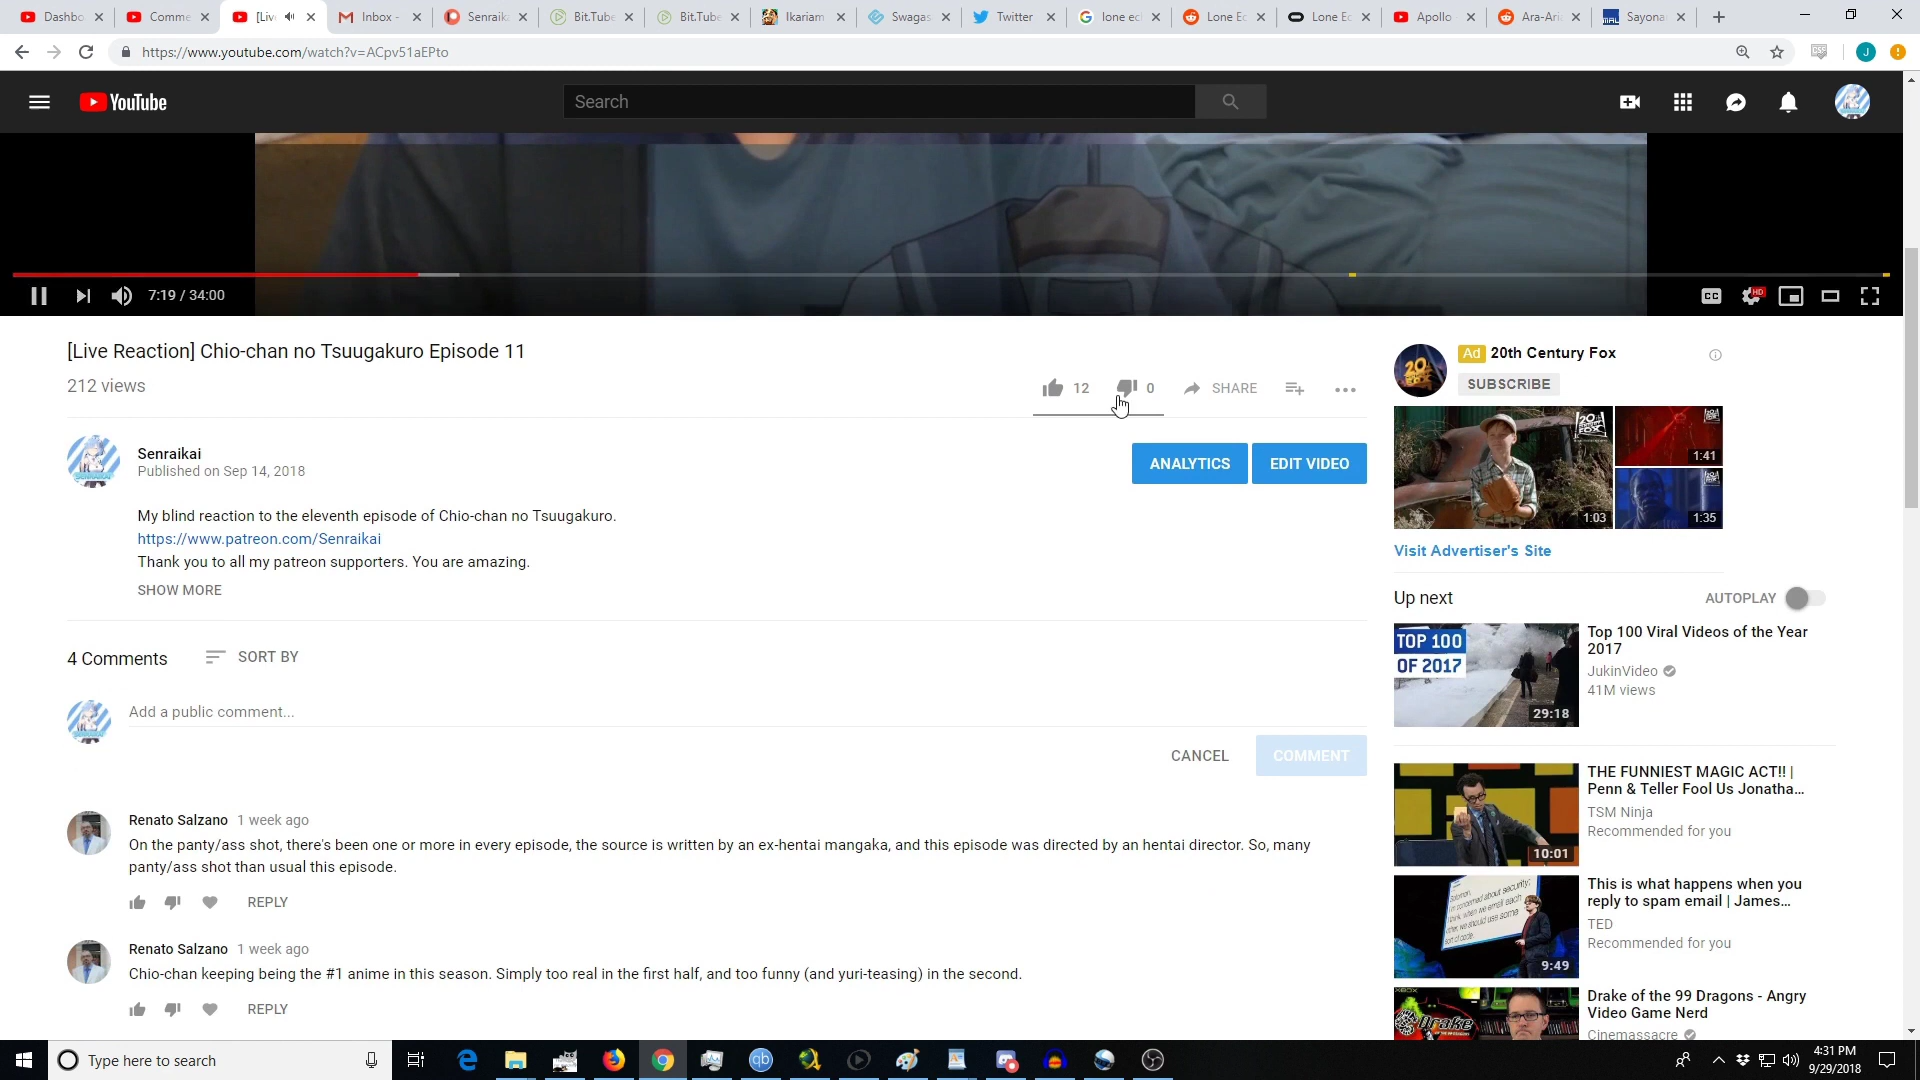 Dashbo
Comme
[Liv
Inbox -
Senraik
Bit.Tube
Bit.Tube
Ikariam
Swagas
Twitter
lone ec
Lone Ec
Lone Ec
Apollo
Ara-Ari
Sayona
https://www.youtube.com/watch?v=ACpv51aEPto
J
YouTube
Search
7:19 / 34:00
CC
HD
[Live Reaction] Chio-chan no Tsuugakuro Episode 11
212 views
12
0
SHARE
Senraikai
Published on Sep 14, 2018
ANALYTICS
EDIT VIDEO
My blind reaction to the eleventh episode of Chio-chan no Tsuugakuro.
https://www.patreon.com/Senraikai
Thank you to all my patreon supporters. You are amazing.
SHOW MORE
4 Comments
SORT BY
Add a public comment...
CANCEL
COMMENT
Renato Salzano 1 week ago
On the panty/ass shot, there's been one or more in every episode, the source is written by an ex-hentai mangaka, and this episode was directed by an hentai director. So, many
panty/ass shot than usual this episode.
REPLY
Renato Salzano 1 week ago
Chio-chan keeping being the #1 anime in this season. Simply too real in the first half, and too funny (and yuri-teasing) in the second.
REPLY
Ad 20th Century Fox
SUBSCRIBE
1:03
1:41
1:35
Visit Advertiser's Site
Up next
AUTOPLAY
TOP 100
OF 2017
29:18
Top 100 Viral Videos of the Year
2017
JukinVideo
41M views
10:01
THE FUNNIEST MAGIC ACT!! |
Penn & Teller Fool Us Jonatha...
TSM Ninja
Recommended for you
9:49
This is what happens when you
reply to spam email | James...
TED
Recommended for you
Drake of the 99 Dragons - Angry
Video Game Nerd
Cinemassacre
Type here to search
4:31 PM
9/29/2018